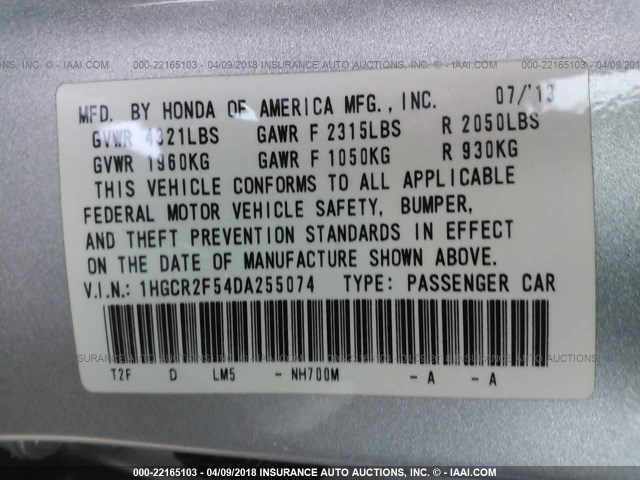 000-22165103 - 04/09/2018 INSURANCE AUTO AUCTIONS, INC. - © IAAI.COM
MFD. BY HONDA OF AMERICA MFG., INC. 07/'13
GVWR 4321LBS GAWR F 2315LBS R 2050LBS
GVWR 1960KG GAWR F 1050KG R 930KG
THIS VEHICLE CONFORMS TO ALL APPLICABLE
FEDERAL MOTOR VEHICLE SAFETY, BUMPER,
AND THEFT PREVENTION STANDARDS IN EFFECT
ON THE DATE OF MANUFACTURE SHOWN ABOVE.
V.I.N.: 1HGCR2F54DA255074 TYPE: PASSENGER CAR
T2F D LM5 - NH700M - A - A
000-22165103 - 04/09/2018 INSURANCE AUTO AUCTIONS, INC. - © IAAI.COM